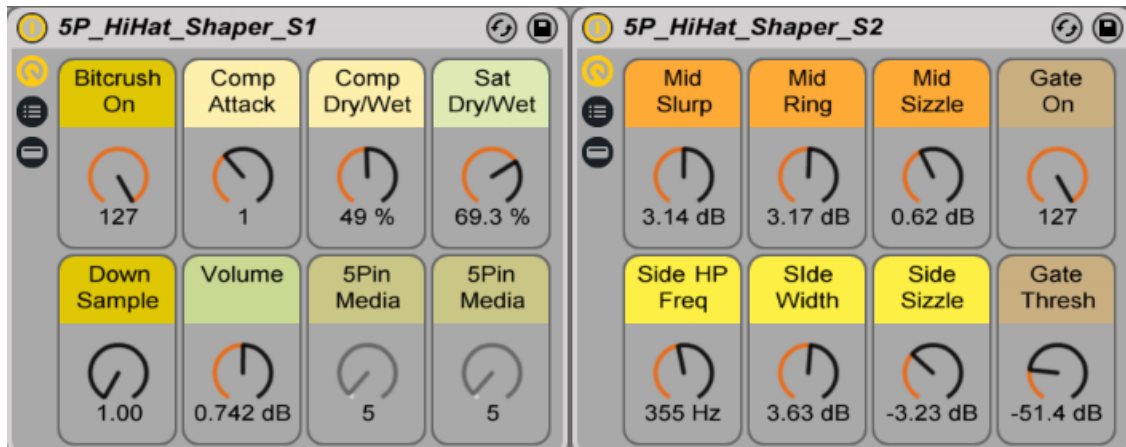 5P_HiHat_Shaper_S1
Bitcrush
On
127
Comp
Attack
1
Comp
Dry/Wet
49 %
Sat
Dry/Wet
69.3 %
Down
Sample
1.00
Volume
0.742 dB
5Pin
Media
5
5Pin
Media
5
5P_HiHat_Shaper_S2
Mid
Slurp
3.14 dB
Mid
Ring
3.17 dB
Mid
Sizzle
0.62 dB
Gate
On
127
Side HP
Freq
355 Hz
SIde
Width
3.63 dB
Side
Sizzle
-3.23 dB
Gate
Thresh
-51.4 dB